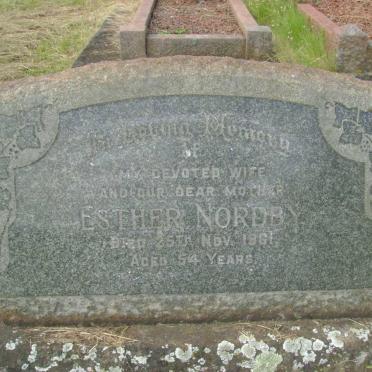 In Loving Memory
OF
MY DEVOTED WIFE
AND OUR DEAR MOTHER
ESTHER NORDBY
DIED 25TH NOV. 1961.
AGED 54 YEARS.